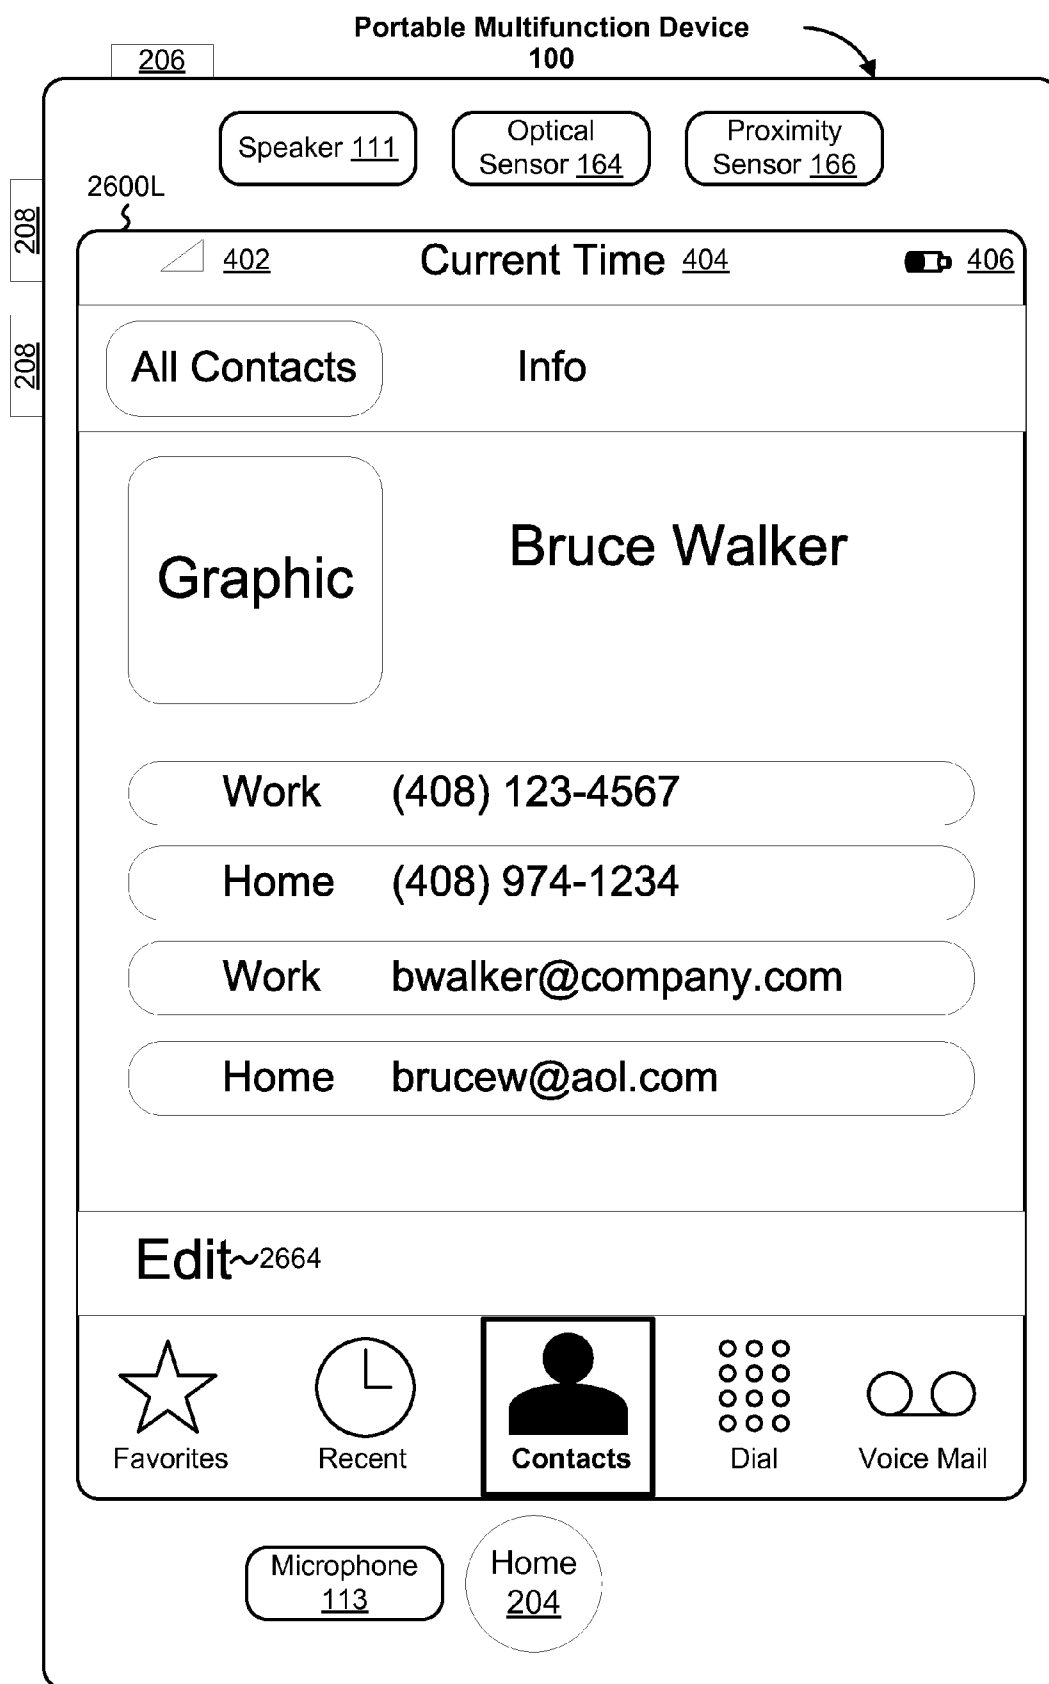 Portable Multifunction Device
100
206
Speaker 111
Optical
Sensor 164
Proximity
Sensor 166
2600L
208
402
Current Time 404
406
208
All Contacts
Info
Graphic
Bruce Walker
Work (408) 123-4567
Home (408) 974-1234
Work bwalker@company.com
Home brucew@aol.com
Edit~2664
Favorites
Recent
Contacts
Dial
Voice Mail
Microphone
113
Home
204